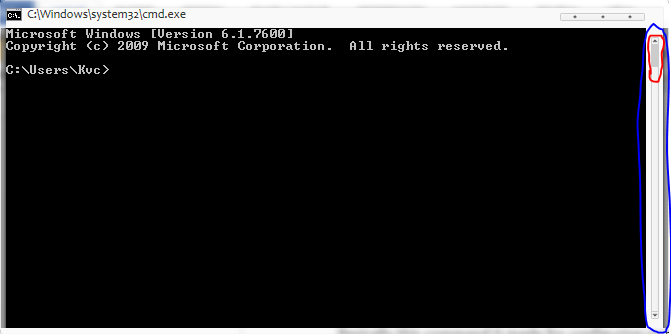 C:\Windows\system32\cmd.exe
Microsoft Windows [Version 6.1.7600]
Copyright (c) 2009 Microsoft Corporation.  All rights reserved.
C:\Users\Kvc>